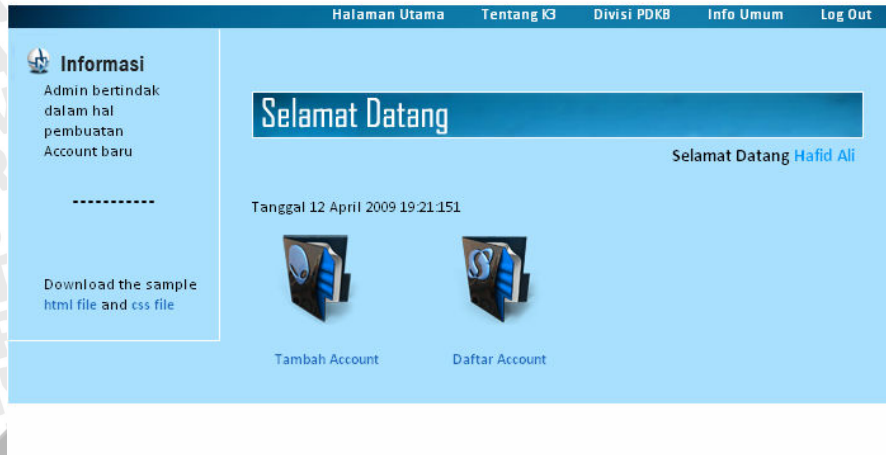 Halaman Utama Tentang K3 Divisi PDKB Info Umum Log Out
Informasi
Admin bertindak
dalam hal
pembuatan
Account baru
-----------
Download the sample
html file and css file
Selamat Datang
Selamat Datang Hafid Ali
Tanggal 12 April 2009 19:21:151
Tambah Account Daftar Account